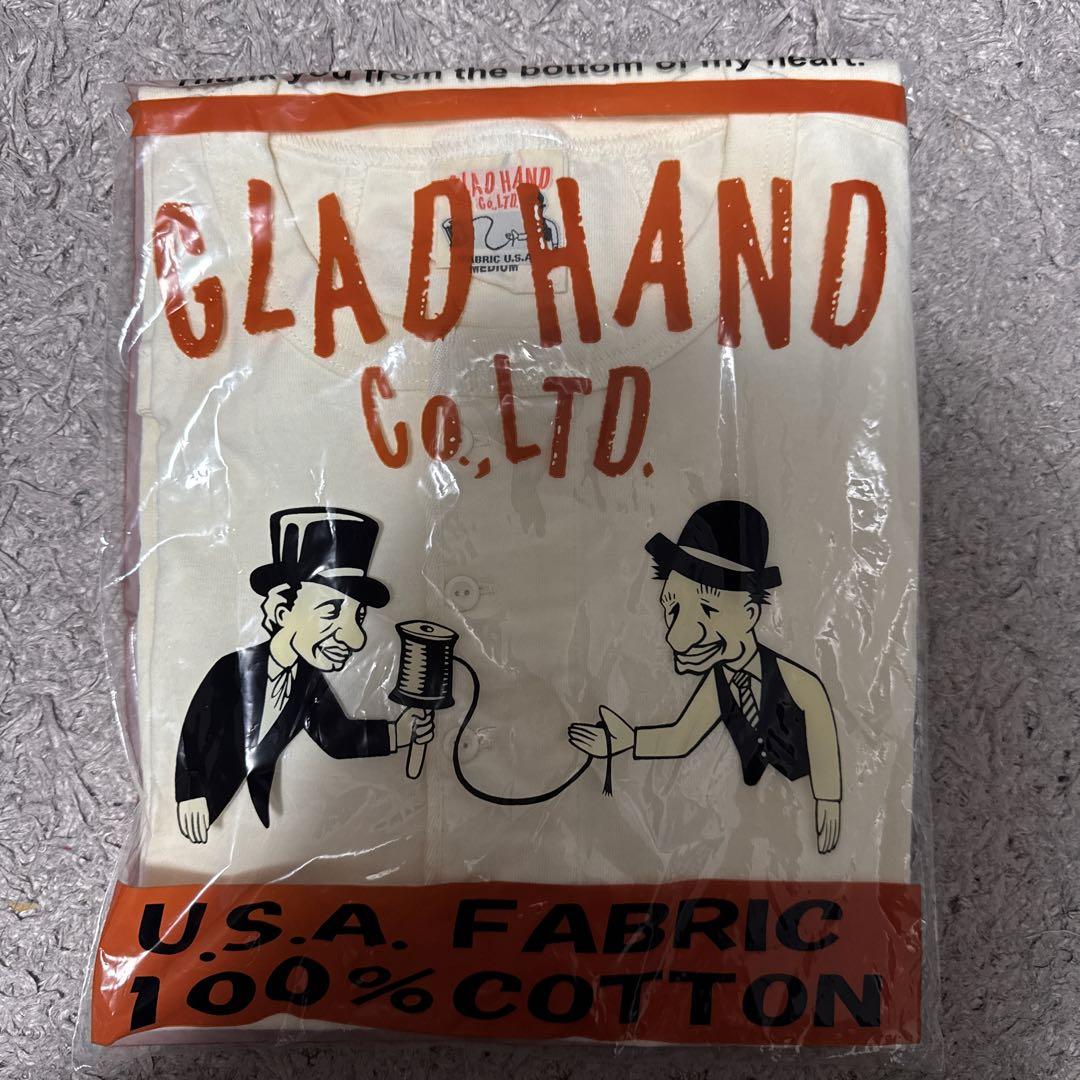 Thank you from the bottom of my heart.
GLAD HAND
Co.,LTD.
GLAD HAND
Co.,LTD.
FABRIC U.S.A
MEDIUM
U.S.A. FABRIC
100% COTTON